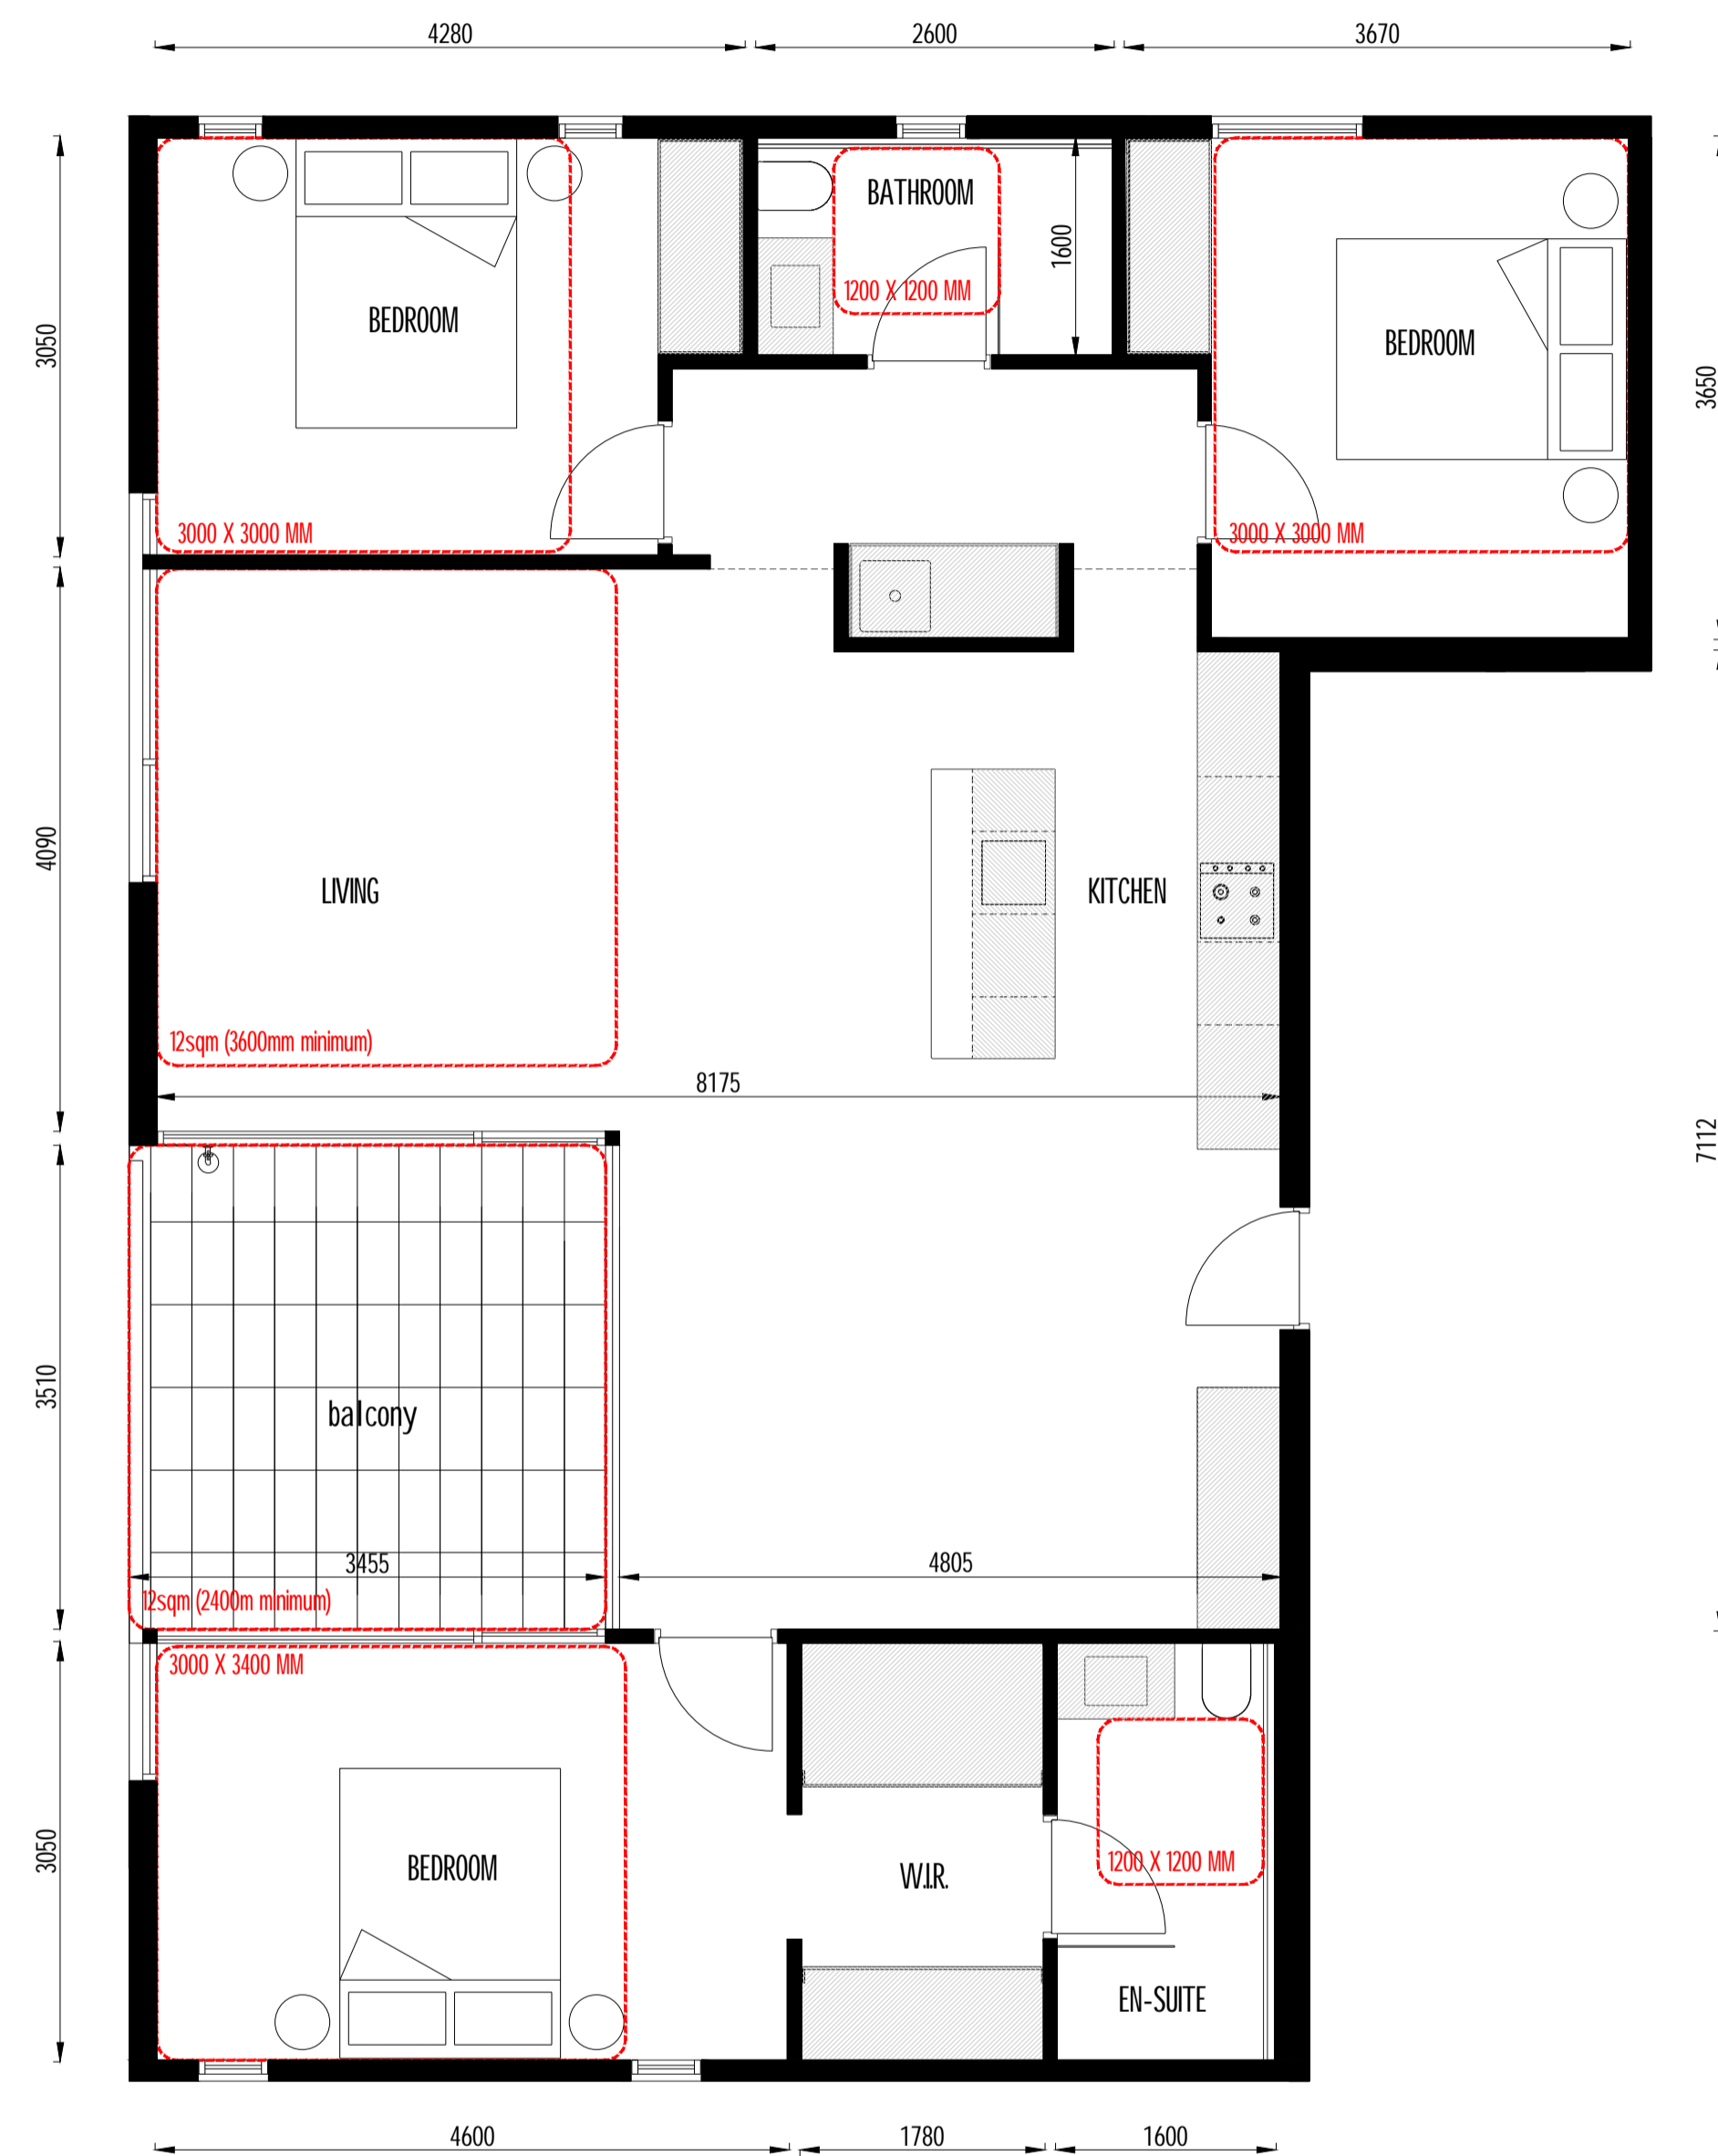 4280
2600
3670
BATHROOM
1600
1200 X 1200 MM
BEDROOM
BEDROOM
3050
3650
3000 X 3000 MM
3000 X 3000 MM
4090
LIVING
KITCHEN
12sqm (3600mm minimum)
8175
7112
3510
balcony
3455
4805
12sqm (2400m minimum)
3000 X 3400 MM
3050
BEDROOM
W.I.R.
1200 X 1200 MM
EN-SUITE
4600
1780
1600